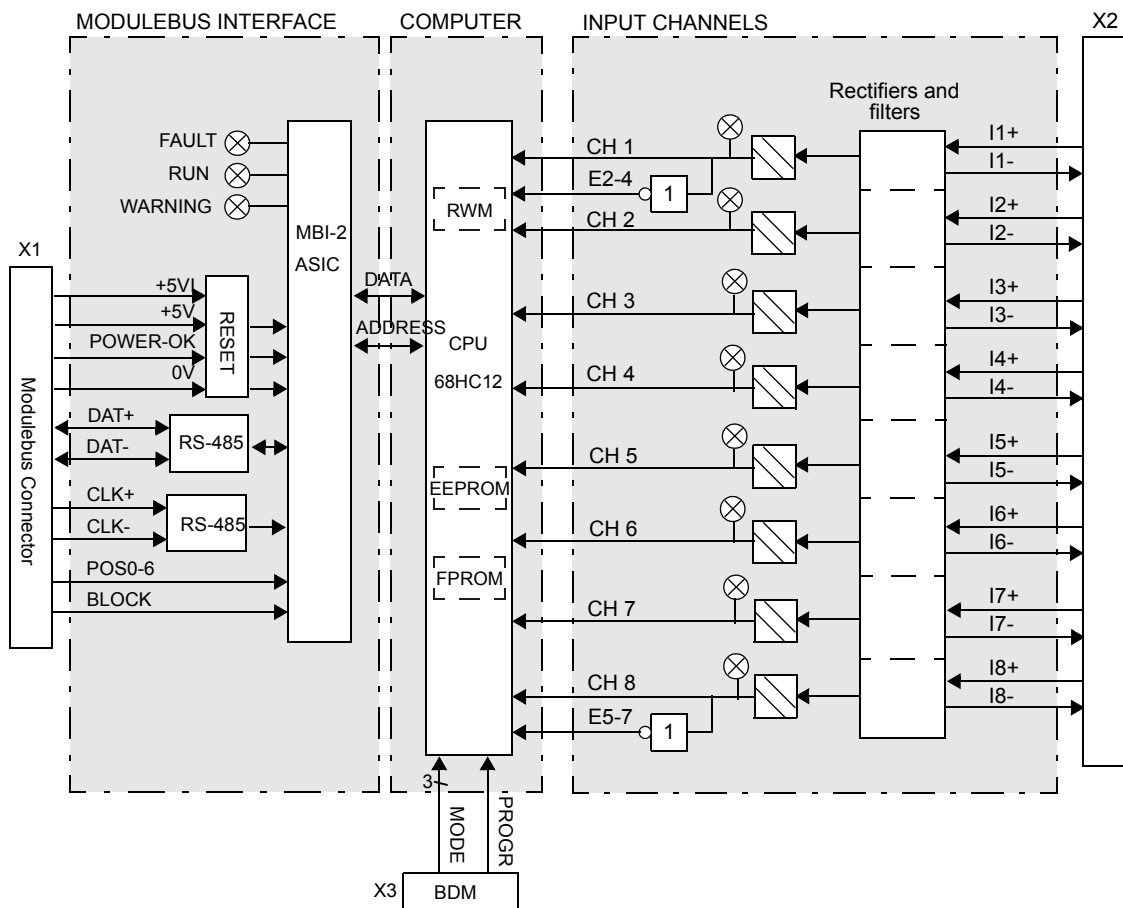 MODULEBUS INTERFACE
COMPUTER
INPUT CHANNELS
X2
Rectifiers and
filters
FAULT
RUN
WARNING
MBI-2
ASIC
X1
Modulebus Connector
+5VI
+5V
POWER-OK
0V
RESET
DAT+
DAT-
RS-485
CLK+
CLK-
RS-485
POS0-6
BLOCK
DATA
ADDRESS
RWM
CPU
68HC12
EEPROM
FPROM
CH 1
E2-4
1
CH 2
CH 3
CH 4
CH 5
CH 6
CH 7
CH 8
E5-7
1
I1+
I1-
I2+
I2-
I3+
I3-
I4+
I4-
I5+
I5-
I6+
I6-
I7+
I7-
I8+
I8-
3
MODE
PROGR
X3
BDM